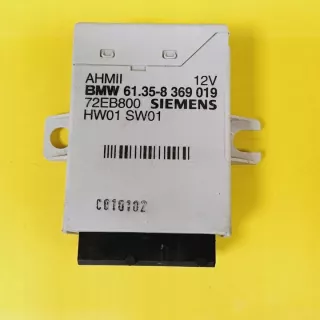 AHMII 12V
BMW 61.35-8 369 019
72EB800 SIEMENS
HW01 SW01
C010102